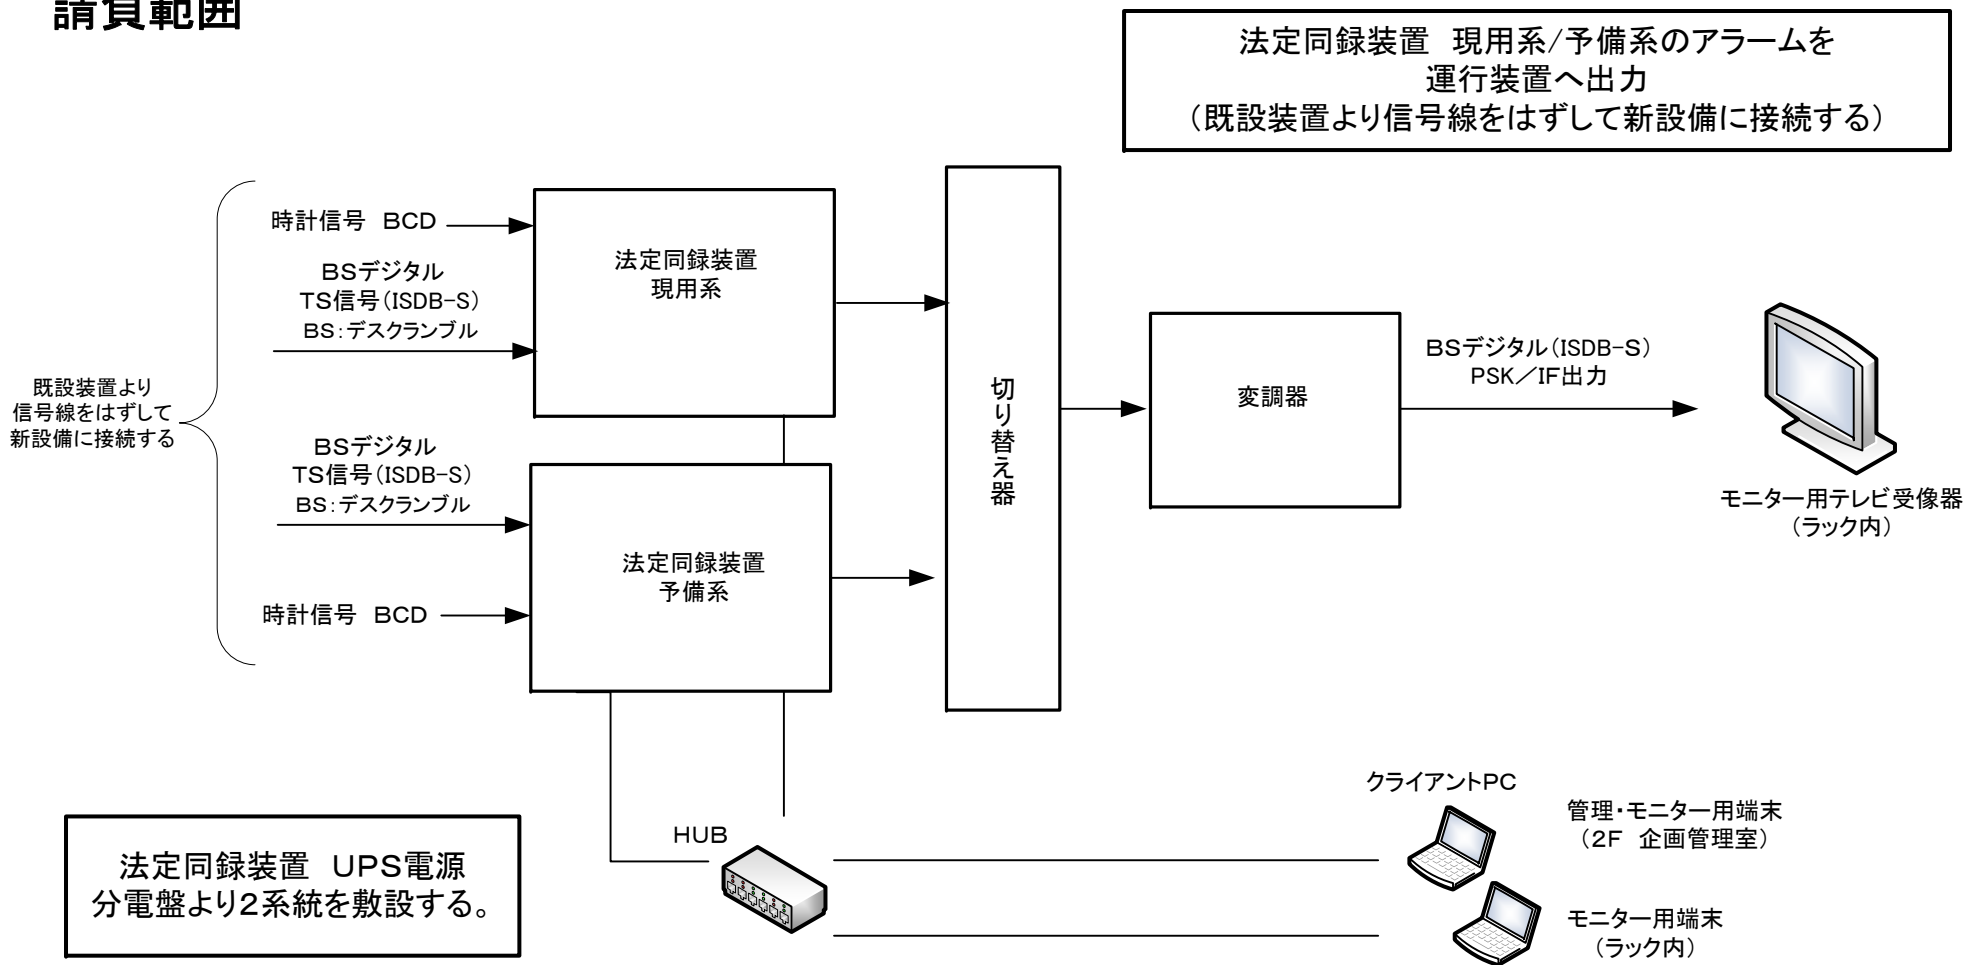 請負範囲
法定同録装置　現用系/予備系のアラームを
運行装置へ出力
（既設装置より信号線をはずして新設備に接続する）
時計信号　BCD
BSデジタル
TS信号（ISDB-S）
BS：デスクランブル
法定同録装置
現用系
既設装置より
信号線をはずして
新設備に接続する
BSデジタル
TS信号（ISDB-S）
BS：デスクランブル
時計信号　BCD
法定同録装置
予備系
切り替え器
変調器
BSデジタル（ISDB-S）
PSK／IF出力
モニター用テレビ受像器
（ラック内）
法定同録装置　UPS電源
分電盤より２系統を敷設する。
HUB
クライアントPC
管理・モニター用端末
（２F　企画管理室）
モニター用端末
（ラック内）